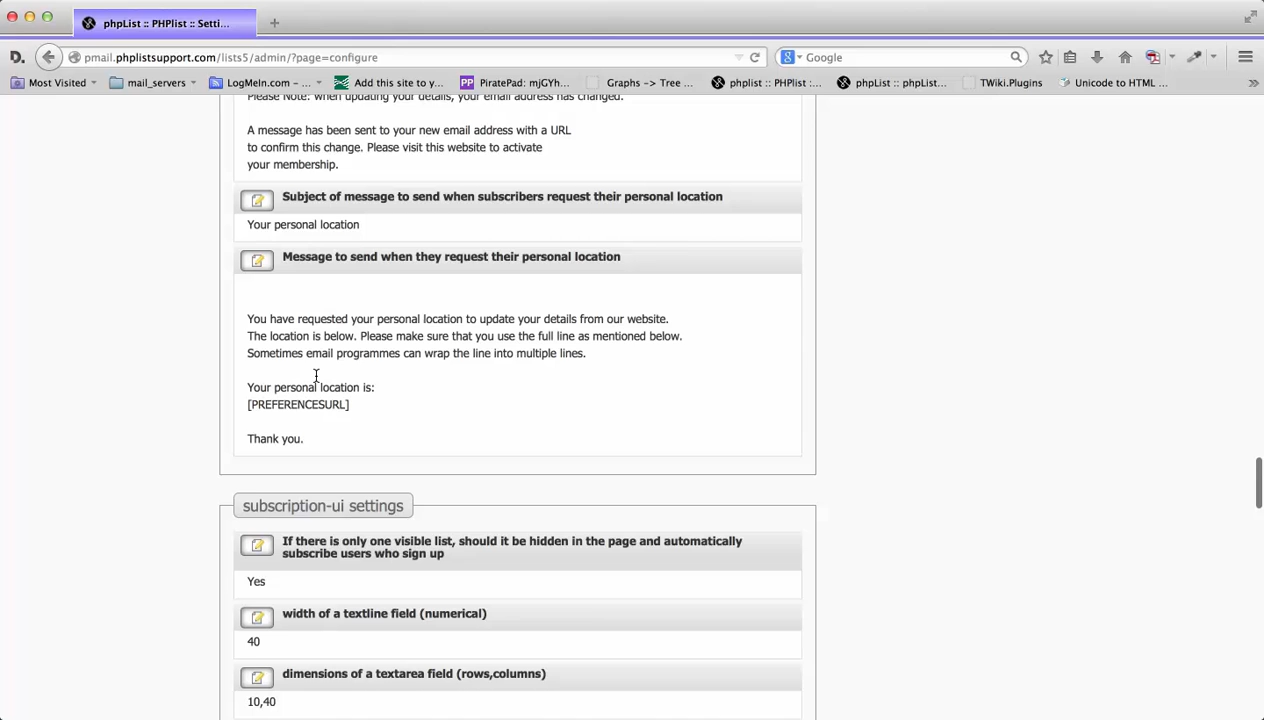 phpList :: PHPlist :: Setti...
D. pmail.phplistsupport.com/lists5/admin/?page=configure Google
Most Visited mail_servers LogMeIn.com – ... Add this site to y... PiratePad: mjGYh... Graphs -> Tree ... phplist :: PHPlist :... phpList :: phpList... TWiki.Plugins Unicode to HTML ...
Please Note: when updating your details, your email address has changed.
A message has been sent to your new email address with a URL
to confirm this change. Please visit this website to activate
your membership.
Subject of message to send when subscribers request their personal location
Your personal location
Message to send when they request their personal location
You have requested your personal location to update your details from our website.
The location is below. Please make sure that you use the full line as mentioned below.
Sometimes email programmes can wrap the line into multiple lines.
Your personal location is:
[PREFERENCESURL]
Thank you.
subscription-ui settings
If there is only one visible list, should it be hidden in the page and automatically
subscribe users who sign up
Yes
width of a textline field (numerical)
40
dimensions of a textarea field (rows,columns)
10,40